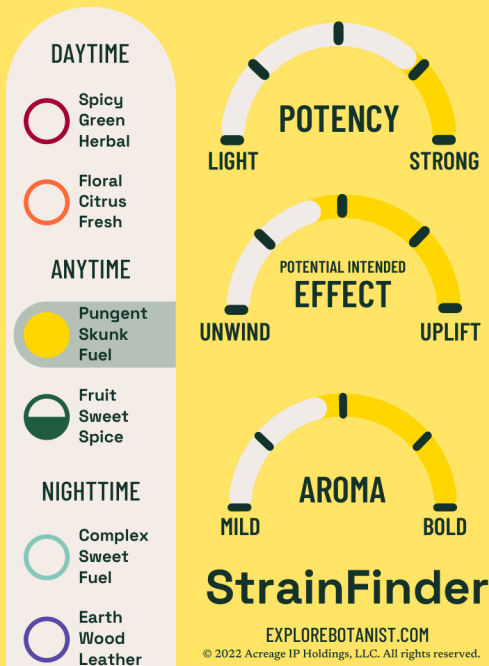 DAYTIME
Spicy
Green
Herbal
Floral
Citrus
Fresh
ANYTIME
Pungent
Skunk
Fuel
Fruit
Sweet
Spice
NIGHTTIME
Complex
Sweet
Fuel
Earth
Wood
Leather
POTENCY
LIGHT STRONG
POTENTIAL INTENDED
EFFECT
UNWIND UPLIFT
AROMA
MILD BOLD
StrainFinder
EXPLOREBOTANIST.COM
© 2022 Acreage IP Holdings, LLC. All rights reserved.